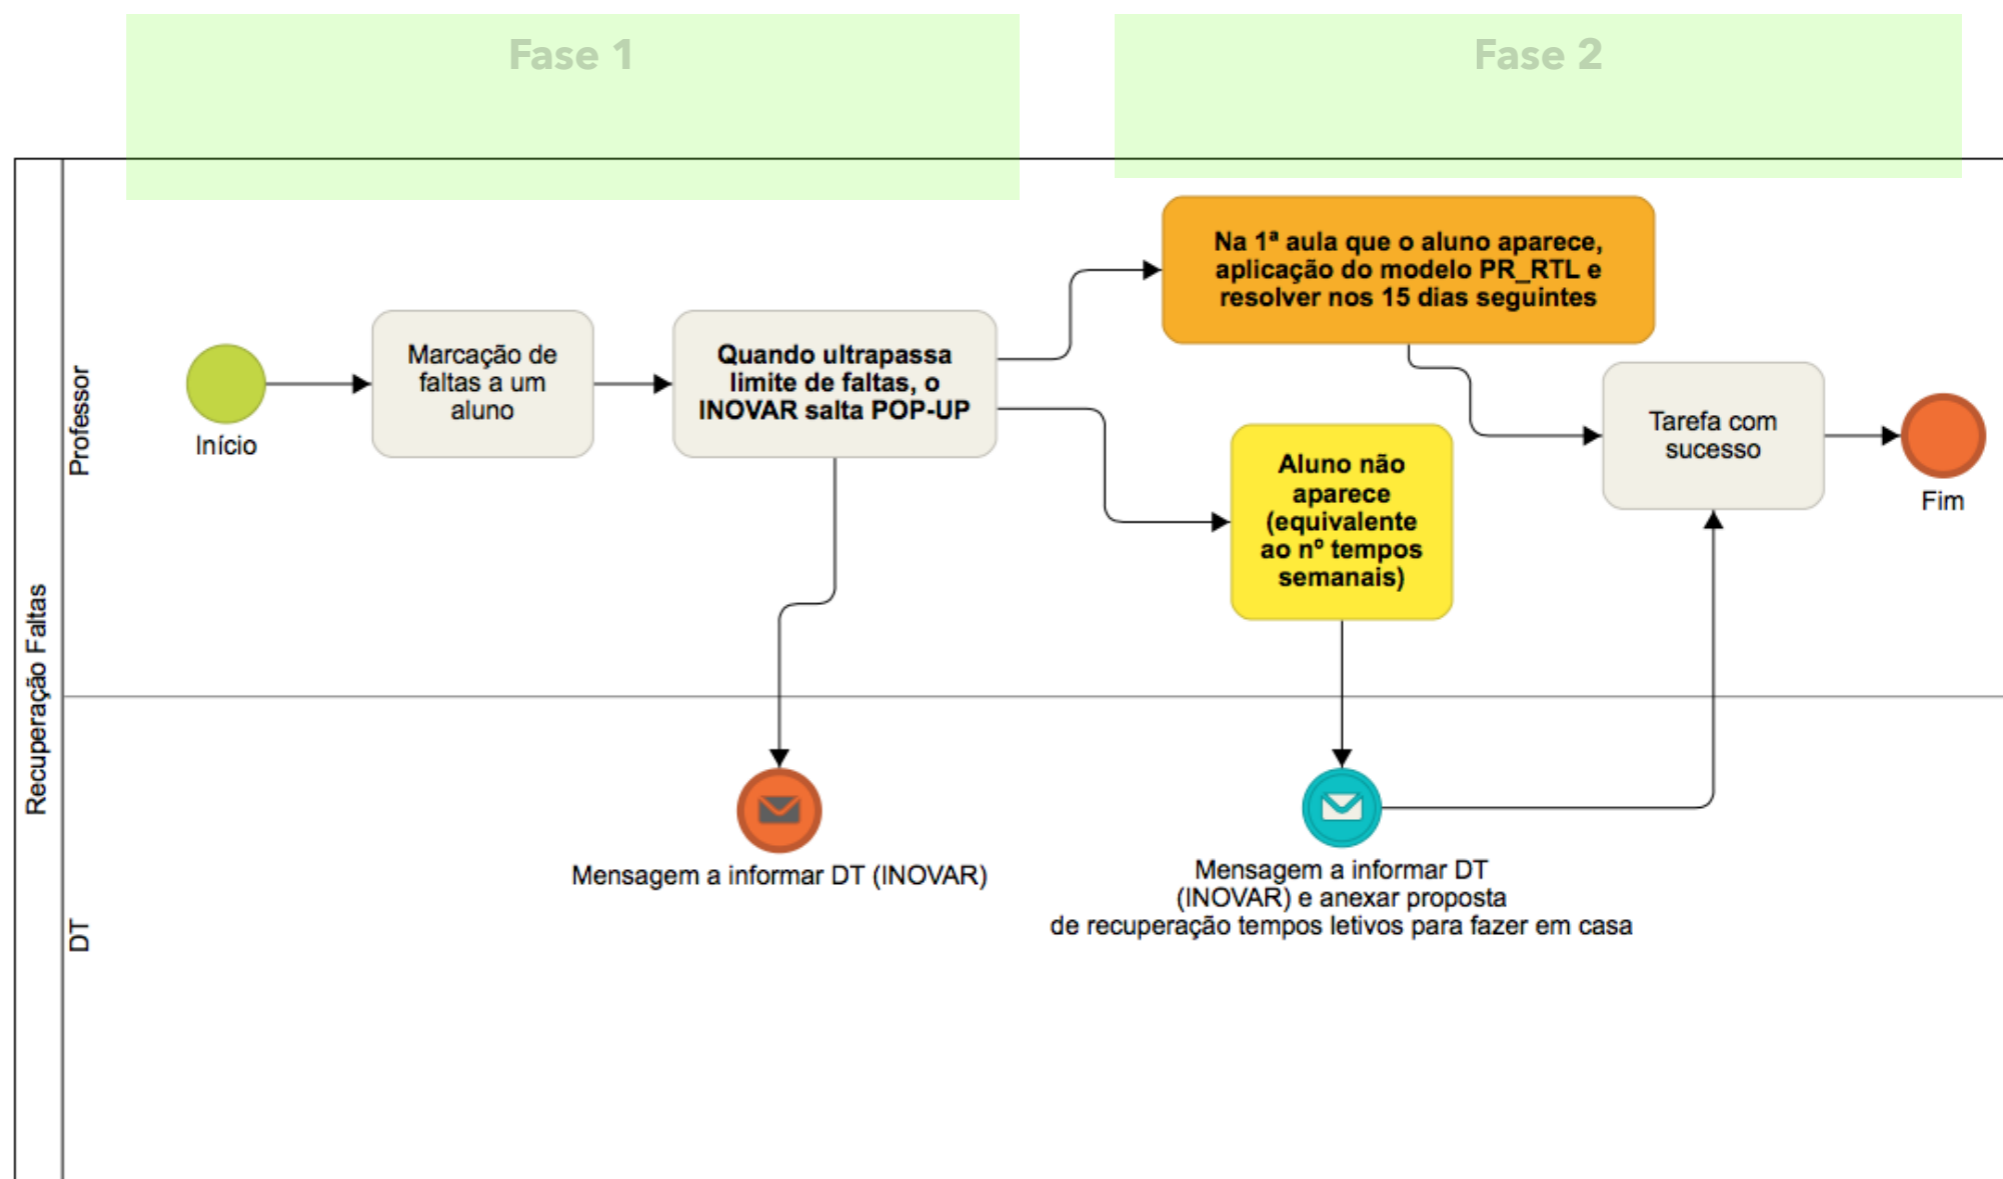 Fase 1
Fase 2
Recuperação Faltas
Professor
DT
Início
Marcação de
faltas a um
aluno
Quando ultrapassa
limite de faltas, o
INOVAR salta POP-UP
Na 1ª aula que o aluno aparece,
aplicação do modelo PR_RTL e
resolver nos 15 dias seguintes
Aluno não
aparece
(equivalente
ao nº tempos
semanais)
Tarefa com
sucesso
Fim
Mensagem a informar DT (INOVAR)
Mensagem a informar DT
(INOVAR) e anexar proposta
de recuperação tempos letivos para fazer em casa